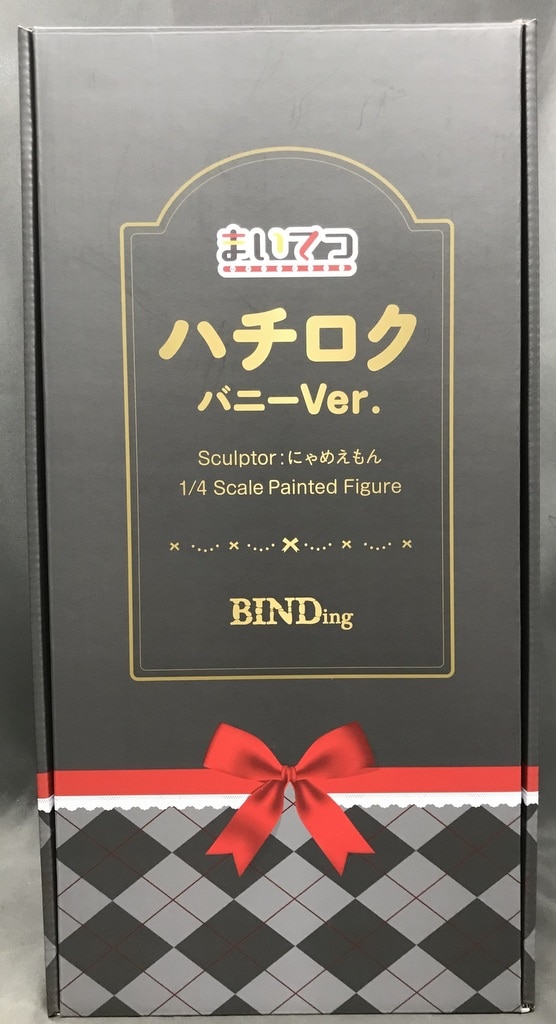 まいてつ
ハチロク
バニーVer.
Sculptor:にゃめえもん
1/4 Scale Painted Figure
BINDing